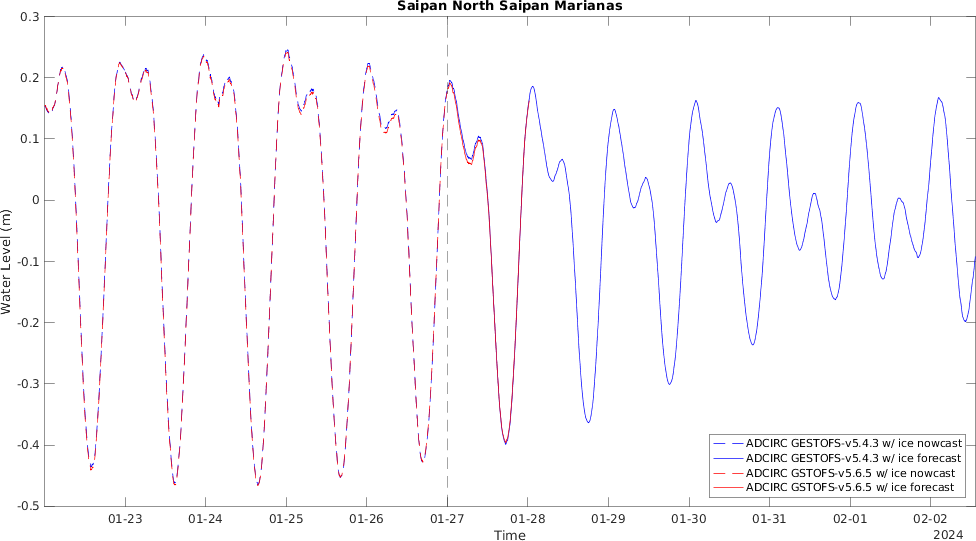 Saipan North Saipan Marianas
0.3
0.2
0.1
0
-0.1
-0.2
-0.3
-0.4
-0.5
Water Level (m)
ADCIRC GESTOFS-v5.4.3 w/ ice nowcast
ADCIRC GESTOFS-v5.4.3 w/ ice forecast
ADCIRC GSTOFS-v5.6.5 w/ ice nowcast
ADCIRC GSTOFS-v5.6.5 w/ ice forecast
01-23 01-24 01-25 01-26 01-27 01-28 01-29 01-30 01-31 02-01 02-02
Time
2024